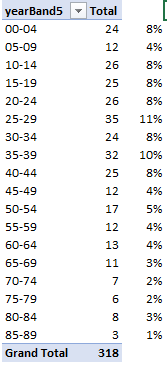 yearBand5 Total
00-04 24 8%
05-09 12 4%
10-14 26 8%
15-19 25 8%
20-24 26 8%
25-29 35 11%
30-34 24 8%
35-39 32 10%
40-44 25 8%
45-49 12 4%
50-54 17 5%
55-59 12 4%
60-64 13 4%
65-69 11 3%
70-74 7 2%
75-79 6 2%
80-84 8 3%
85-89 3 1%
Grand Total 318